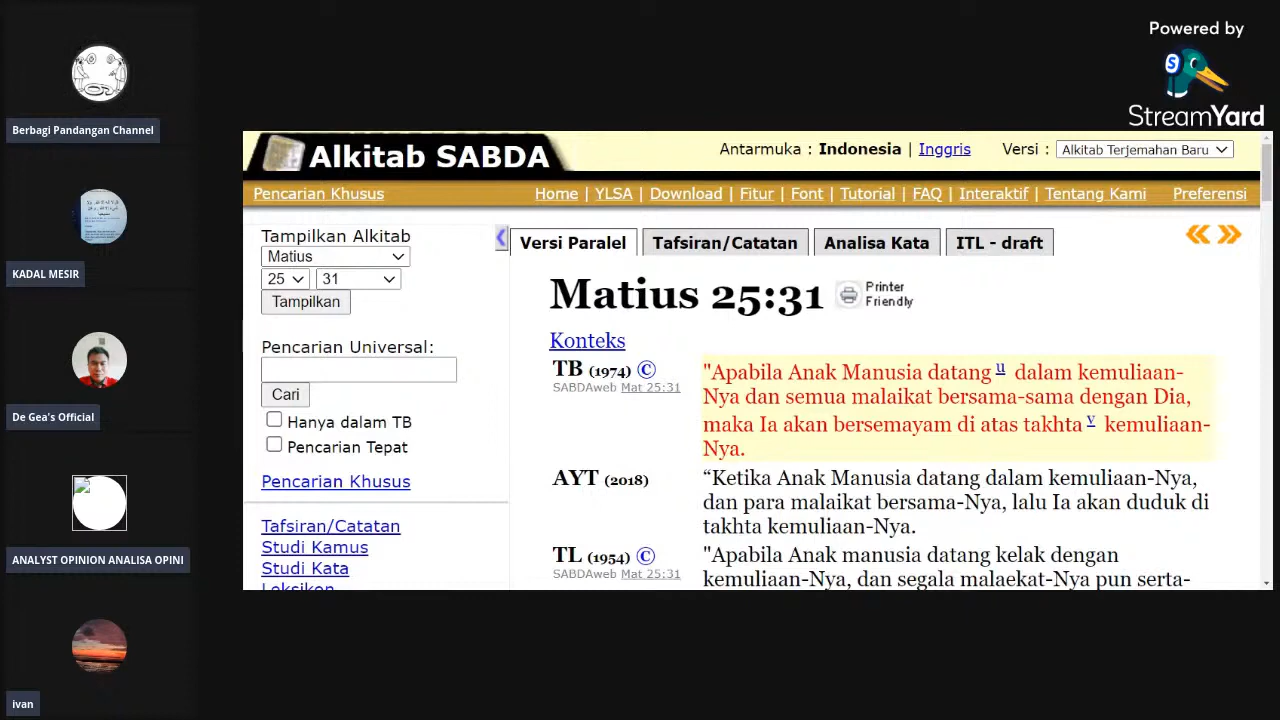 Powered by
StreamYard
Berbagi Pandangan Channel
KADAL MESIR
De Gea's Official
ANALYST OPINION ANALISA OPINI
ivan
Alkitab SABDA
Antarmuka : Indonesia | Inggris Versi : Alkitab Terjemahan Baru
Pencarian Khusus Home | YLSA | Download | Fitur | Font | Tutorial | FAQ | Interaktif | Tentang Kami Preferensi
Tampilkan Alkitab
Matius
25 31
Tampilkan
Pencarian Universal:
Cari
Hanya dalam TB
Pencarian Tepat
Pencarian Khusus
Tafsiran/Catatan
Studi Kamus
Studi Kata
Leksikon
Versi Paralel Tafsiran/Catatan Analisa Kata ITL - draft
Matius 25:31
Printer
Friendly
Konteks
TB (1974) ©
SABDAweb Mat 25:31
"Apabila Anak Manusia datang u dalam kemuliaan-
Nya dan semua malaikat bersama-sama dengan Dia,
maka Ia akan bersemayam di atas takhta v kemuliaan-
Nya.
AYT (2018)
“Ketika Anak Manusia datang dalam kemuliaan-Nya,
dan para malaikat bersama-Nya, lalu Ia akan duduk di
takhta kemuliaan-Nya.
TL (1954) ©
SABDAweb Mat 25:31
"Apabila Anak manusia datang kelak dengan
kemuliaan-Nya, dan segala malaekat-Nya pun serta-